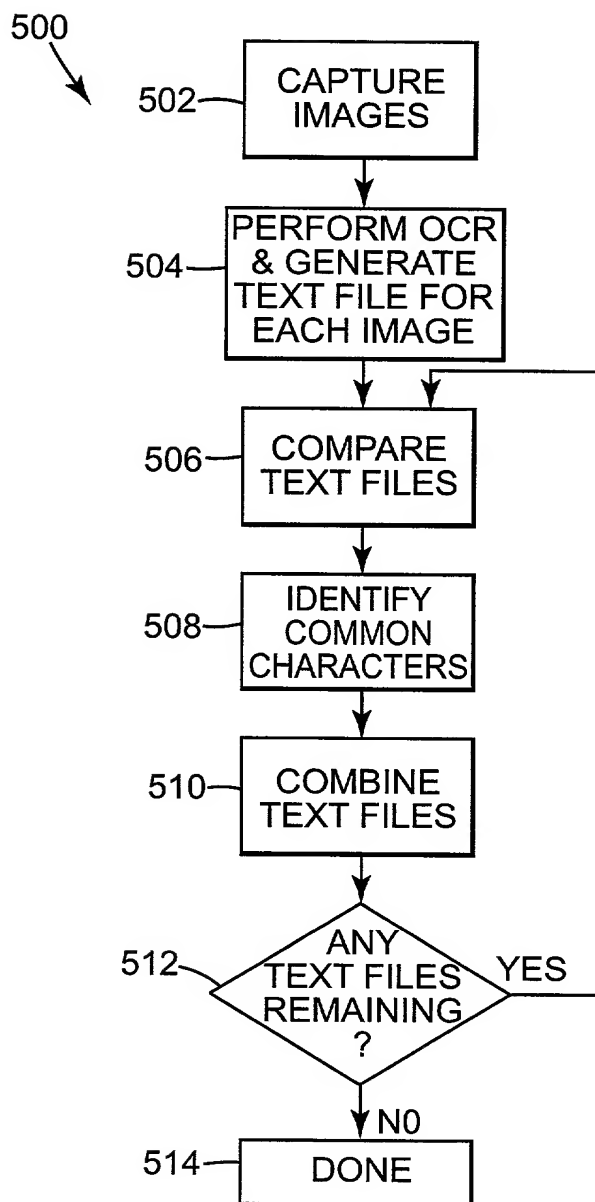 500
502
CAPTURE
IMAGES
504
PERFORM OCR
& GENERATE
TEXT FILE FOR
EACH IMAGE
506
COMPARE
TEXT FILES
508
IDENTIFY
COMMON
CHARACTERS
510
COMBINE
TEXT FILES
512
ANY
TEXT FILES
REMAINING
?
YES
NO
514
DONE